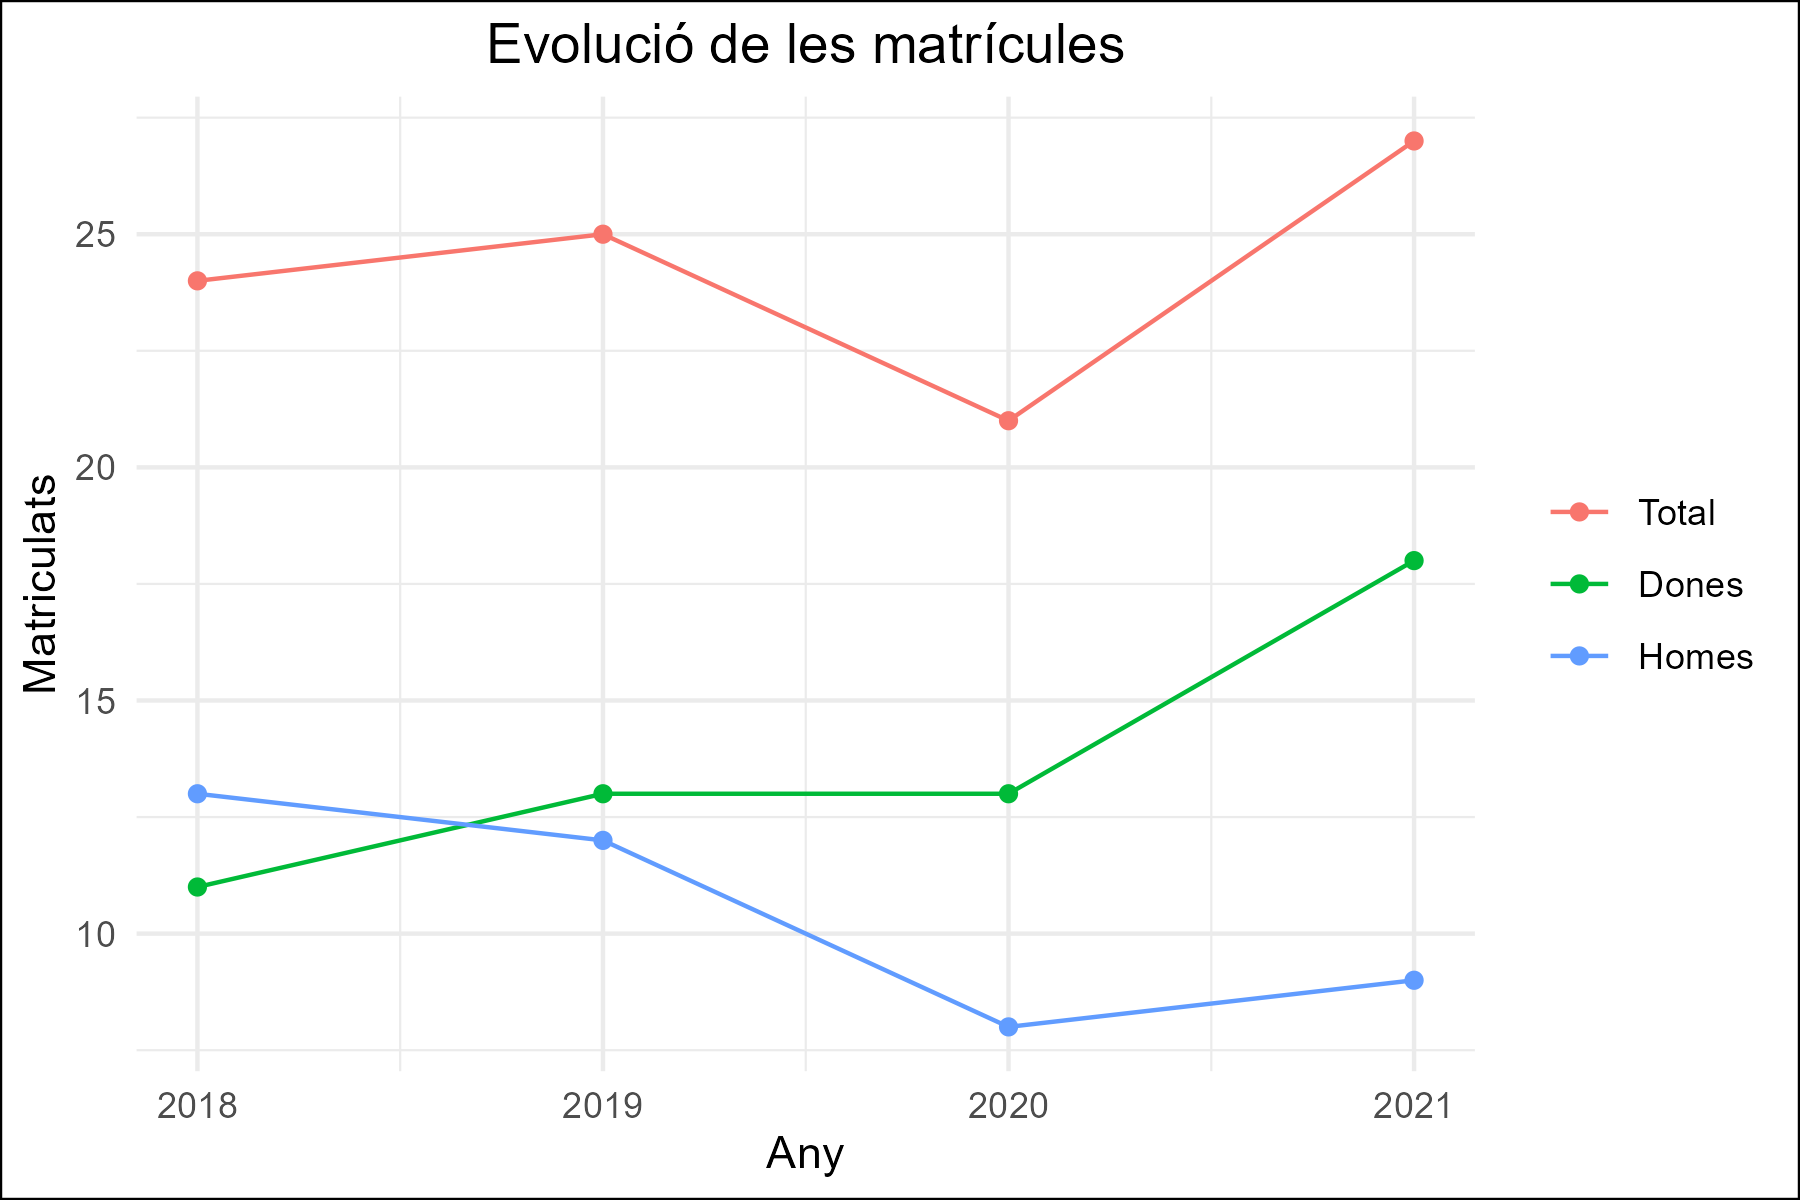 Evolució de les matrícules
25
20
15
10
Matriculats
2018 2019 2020 2021
Any
Total
Dones
Homes